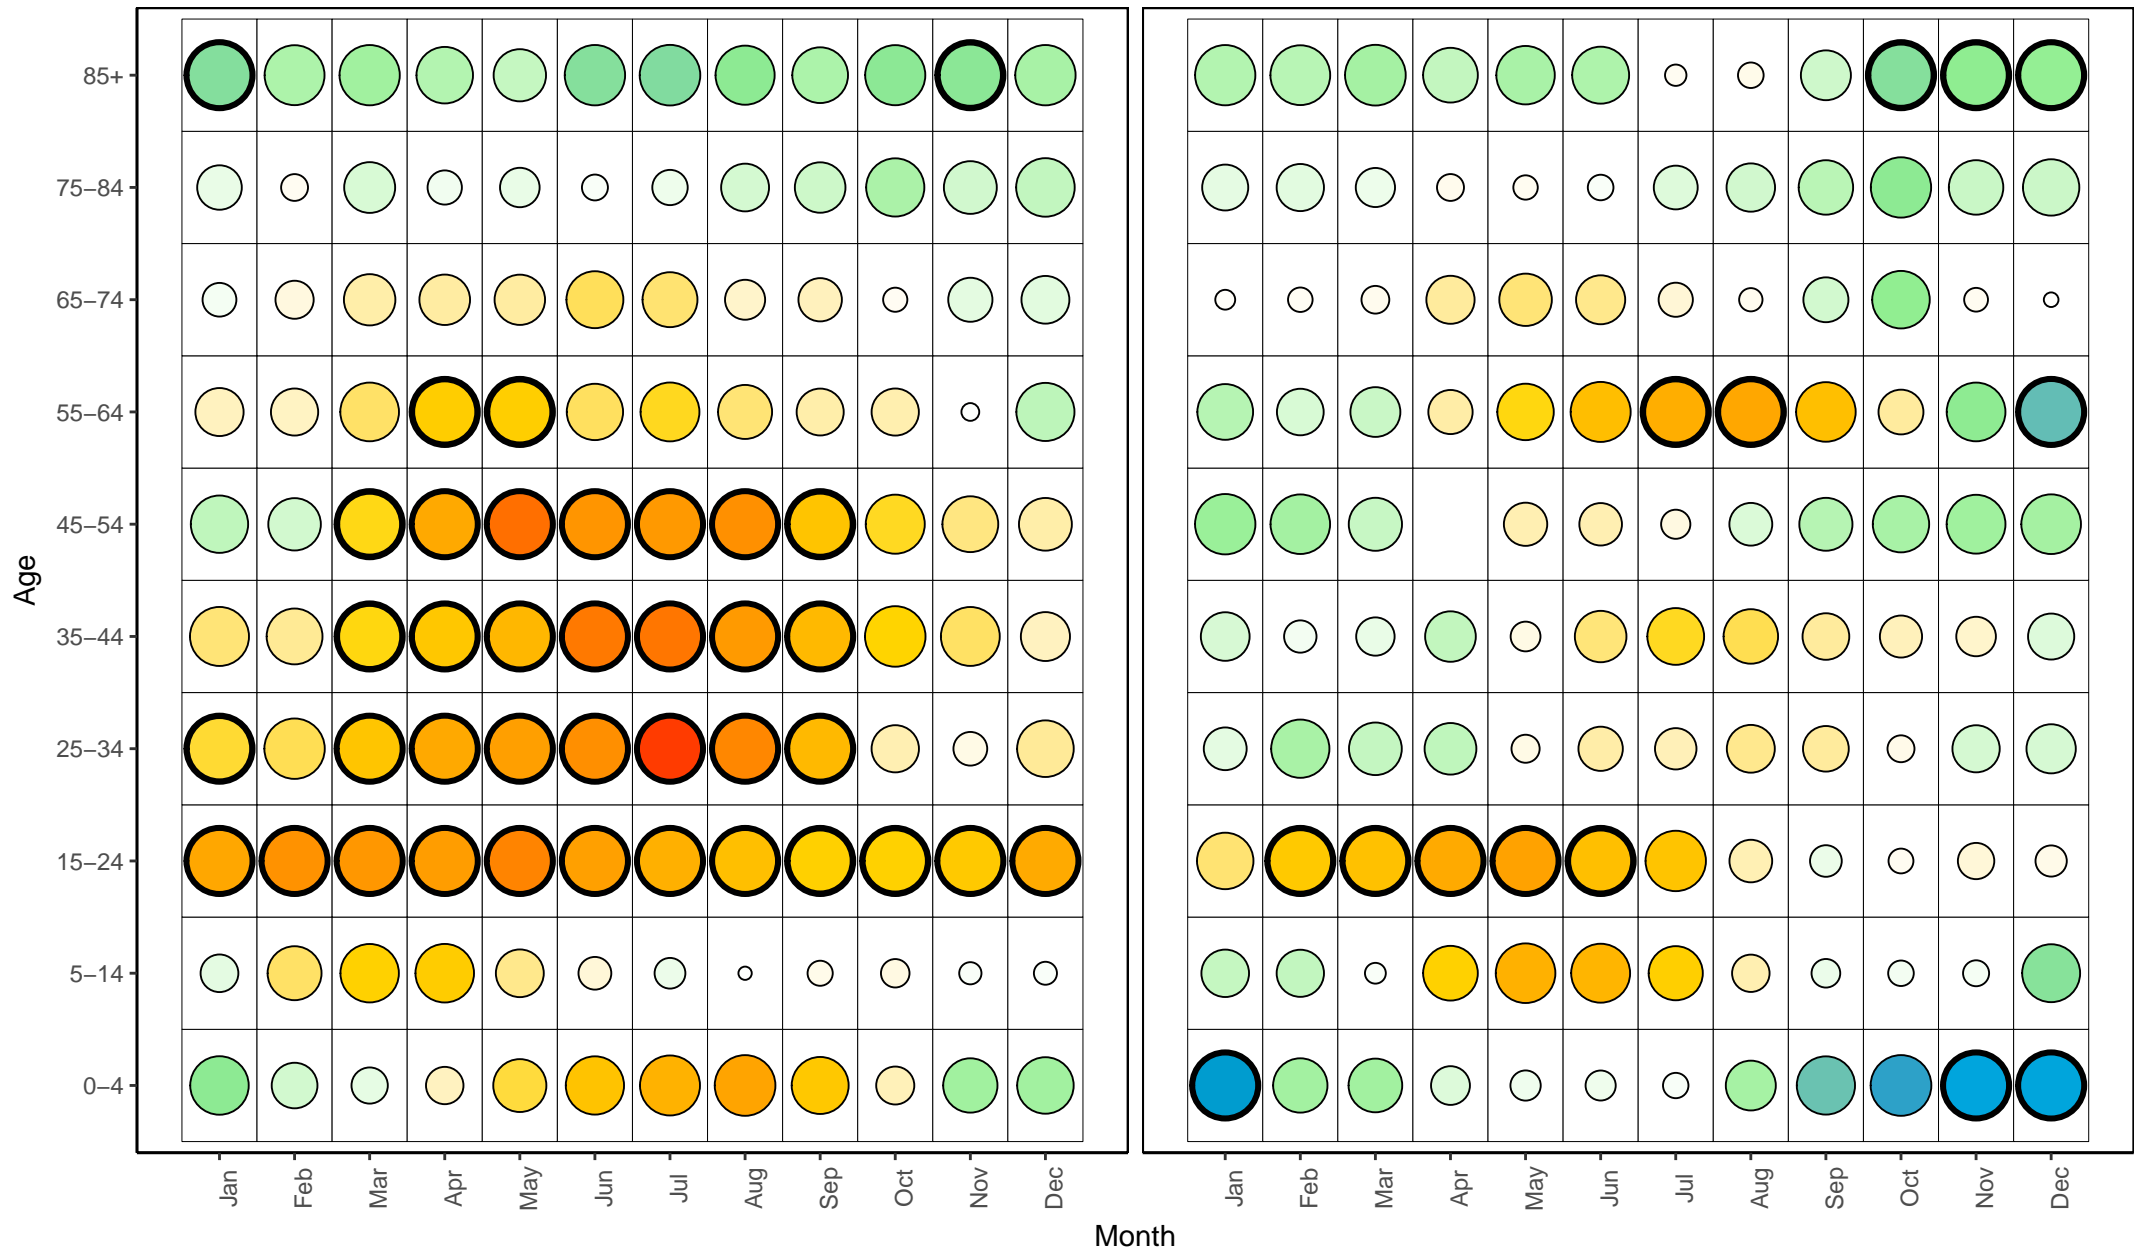 85+
75−84
65−74
55−64
45−54
35−44
25−34
15−24
5−14
0−4
Age
Jan Feb Mar Apr May Jun Jul Aug Sep Oct Nov Dec
Jan Feb Mar Apr May Jun Jul Aug Sep Oct Nov Dec
Month